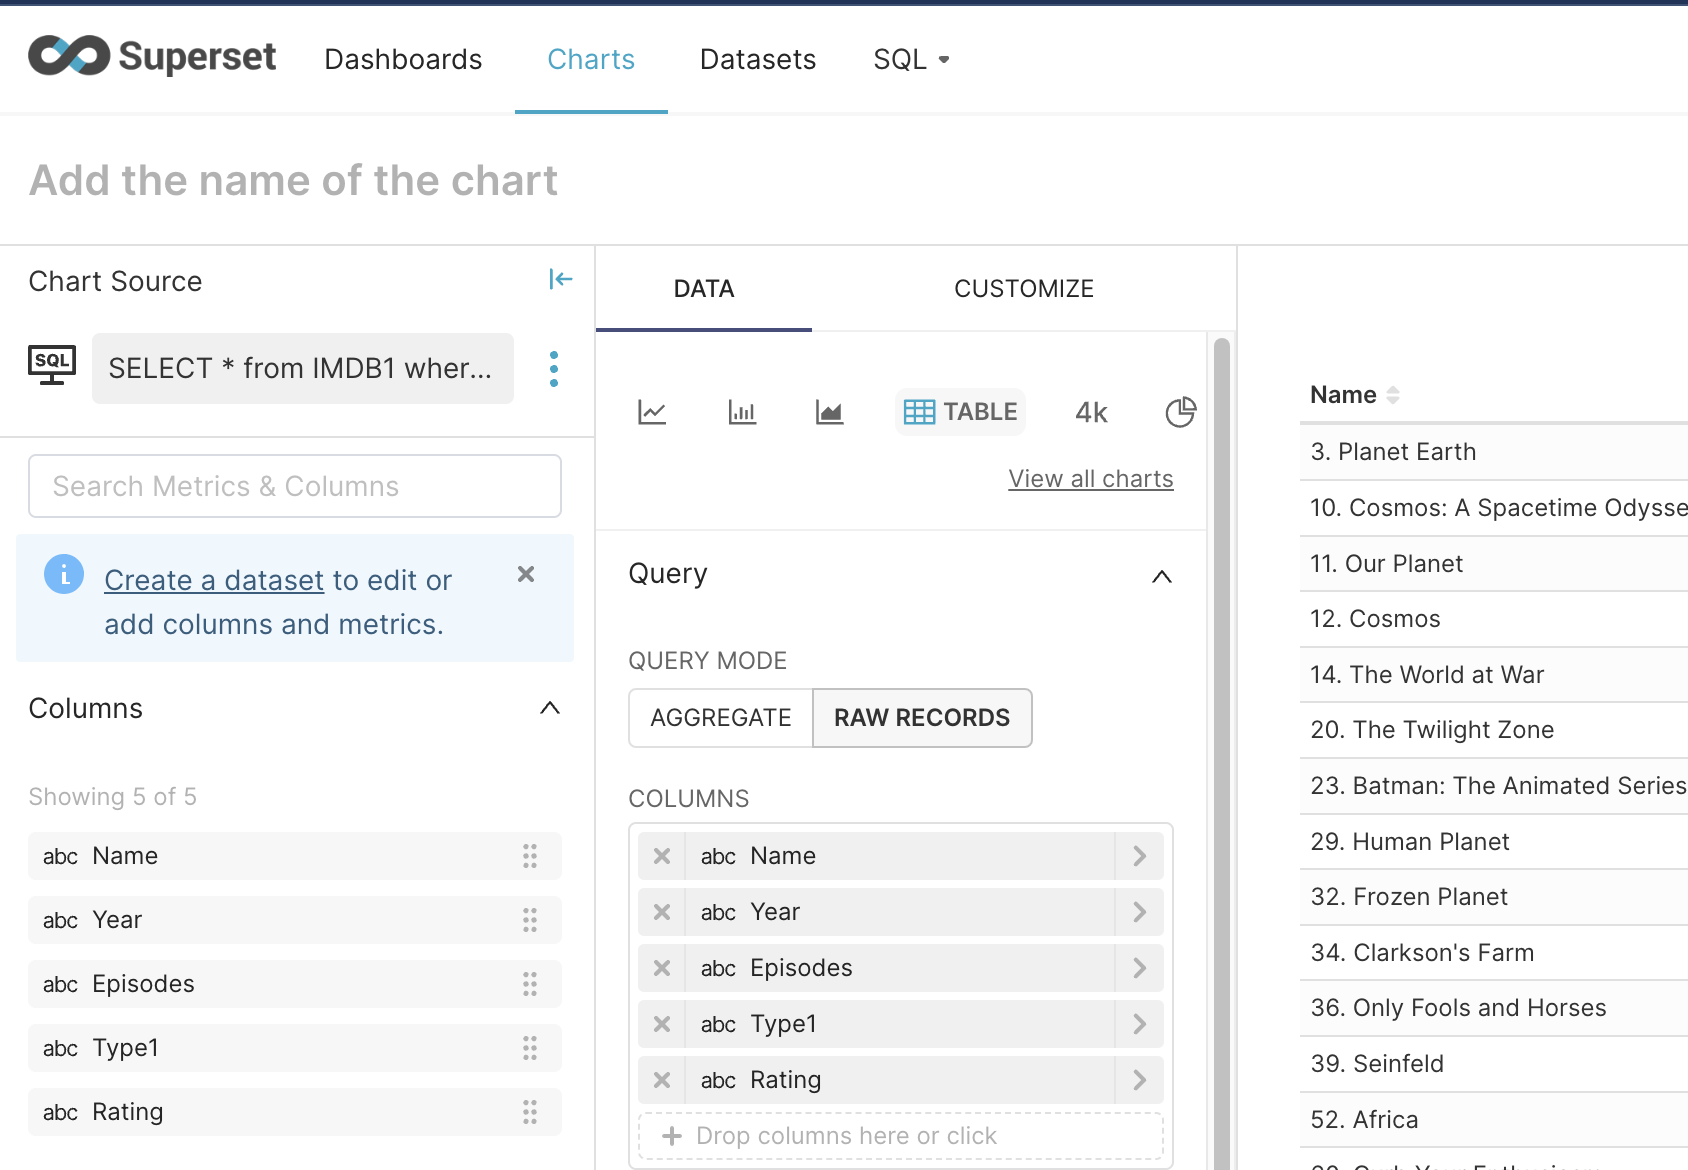 Superset Dashboards Charts Datasets SQL
Add the name of the chart
Chart Source
SQL SELECT * from IMDB1 wher...
Search Metrics & Columns
i Create a dataset to edit or
add columns and metrics.
Columns
Showing 5 of 5
abc Name
abc Year
abc Episodes
abc Type1
abc Rating
DATA CUSTOMIZE
TABLE 4k
View all charts
Query
QUERY MODE
AGGREGATE RAW RECORDS
COLUMNS
abc Name
abc Year
abc Episodes
abc Type1
abc Rating
+ Drop columns here or click
Name
3. Planet Earth
10. Cosmos: A Spacetime Odysse
11. Our Planet
12. Cosmos
14. The World at War
20. The Twilight Zone
23. Batman: The Animated Series
29. Human Planet
32. Frozen Planet
34. Clarkson's Farm
36. Only Fools and Horses
39. Seinfeld
52. Africa